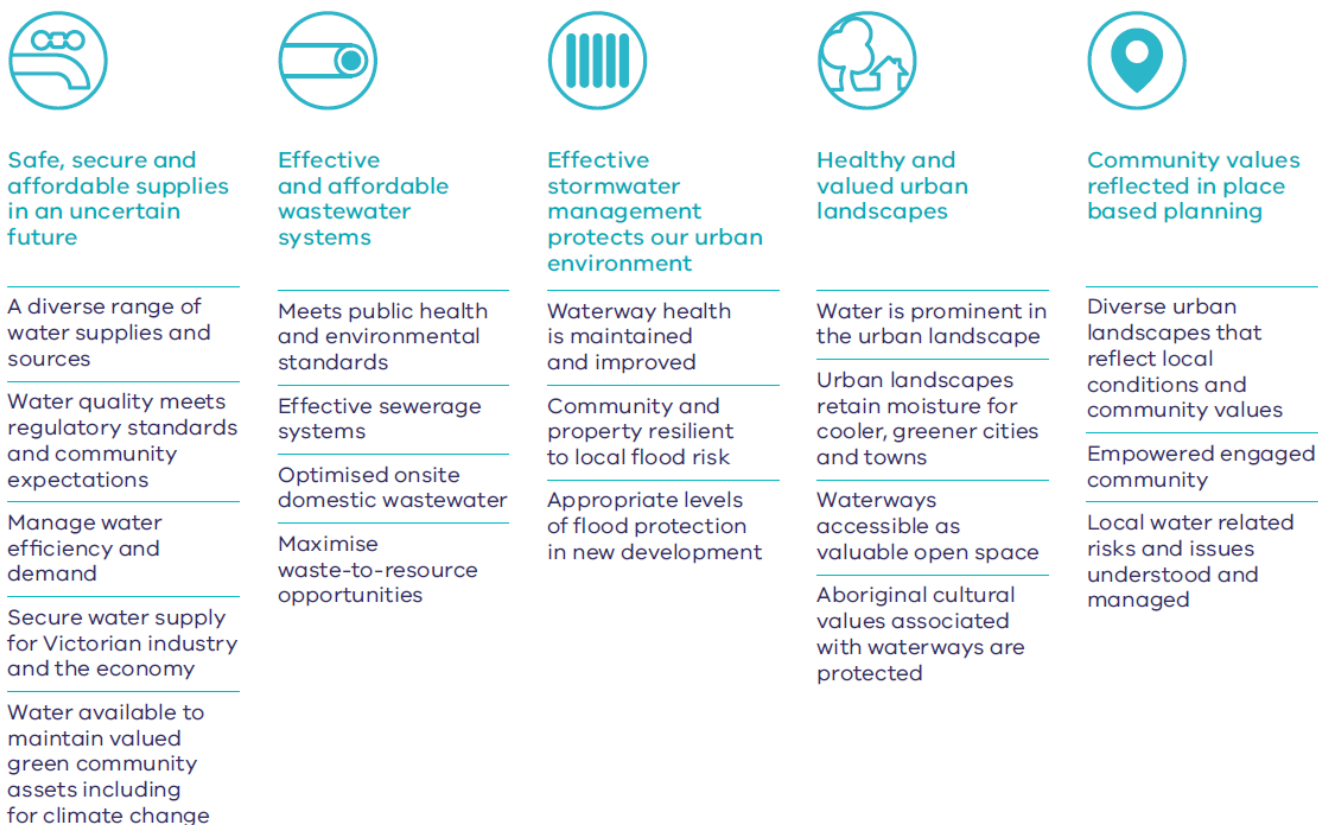 Safe, secure and
affordable supplies
in an uncertain
future
A diverse range of
water supplies and
sources
Water quality meets
regulatory standards
and community
expectations
Manage water
efficiency and
demand
Secure water supply
for Victorian industry
and the economy
Water available to
maintain valued
green community
assets including
for climate change
Effective
and affordable
wastewater
systems
Meets public health
and environmental
standards
Effective sewerage
systems
Optimised onsite
domestic wastewater
Maximise
waste-to-resource
opportunities
Effective
stormwater
management
protects our urban
environment
Waterway health
is maintained
and improved
Community and
property resilient
to local flood risk
Appropriate levels
of flood protection
in new development
Healthy and
valued urban
landscapes
Water is prominent in
the urban landscape
Urban landscapes
retain moisture for
cooler, greener cities
and towns
Waterways
accessible as
valuable open space
Aboriginal cultural
values associated
with waterways are
protected
Community values
reflected in place
based planning
Diverse urban
landscapes that
reflect local
conditions and
community values
Empowered engaged
community
Local water related
risks and issues
understood and
managed